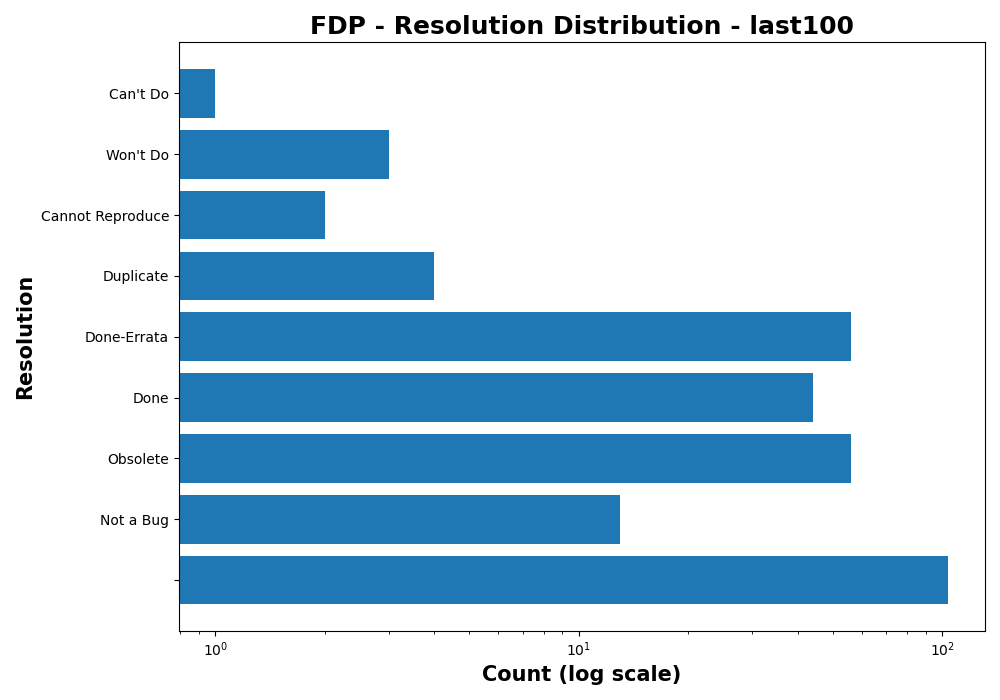 FDP - Resolution Distribution - last100
Resolution
Can't Do
Won't Do
Cannot Reproduce
Duplicate
Done-Errata
Done
Obsolete
Not a Bug
10⁰
10¹
10²
Count (log scale)